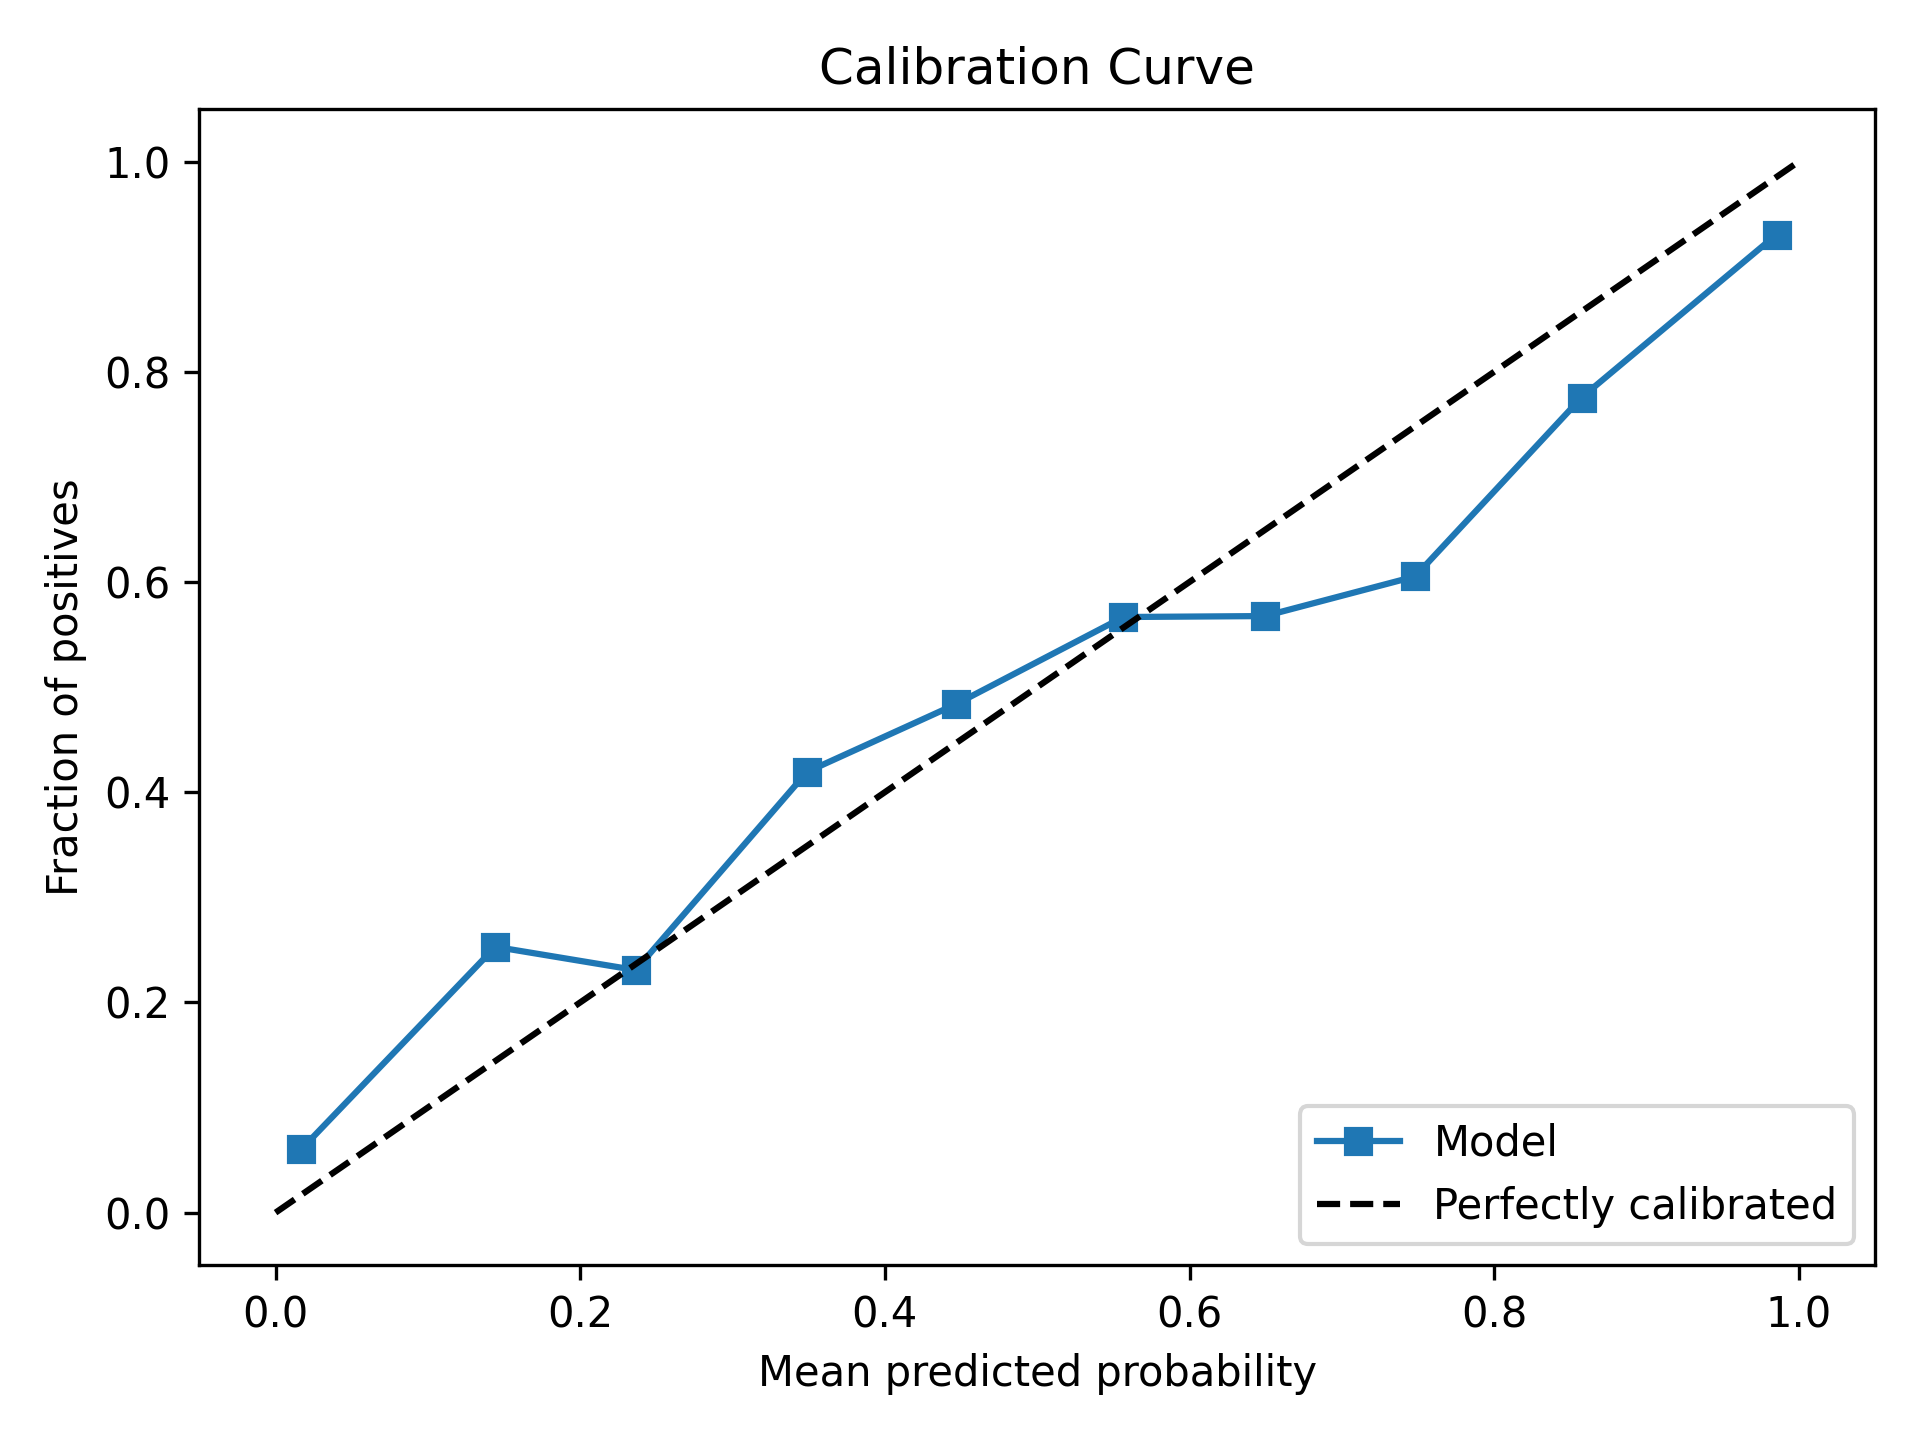 Calibration Curve
1.0
0.8
0.6
0.4
0.2
0.0
Fraction of positives
0.0 0.2 0.4 0.6 0.8 1.0
Mean predicted probability
Model
Perfectly calibrated